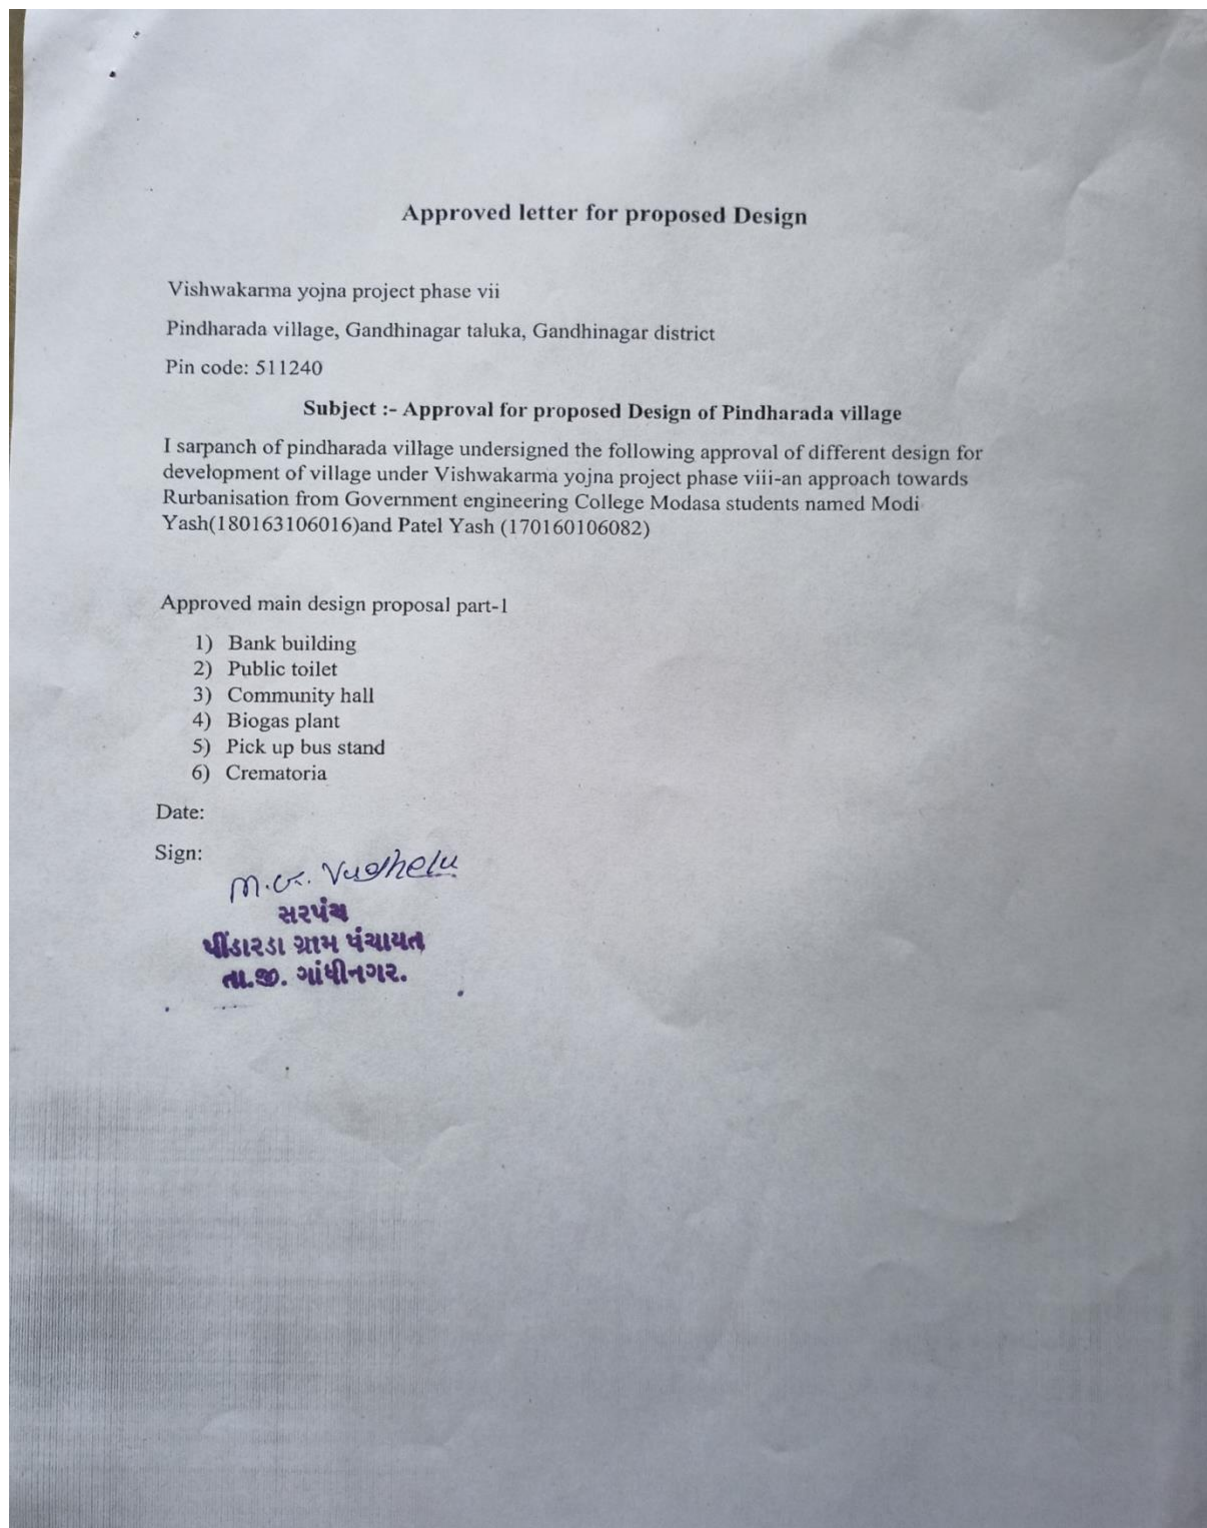 Approved letter for proposed Design
Vishwakarma yojna project phase vii
Pindharada village, Gandhinagar taluka, Gandhinagar district
Pin code: 511240
Subject :- Approval for proposed Design of Pindharada village
I sarpanch of pindharada village undersigned the following approval of different design for
development of village under Vishwakarma yojna project phase viii-an approach towards
Rurbanisation from Government engineering College Modasa students named Modi
Yash(180163106016)and Patel Yash (170160106082)
Approved main design proposal part-1
1) Bank building
2) Public toilet
3) Community hall
4) Biogas plant
5) Pick up bus stand
6) Crematoria
Date:
Sign:
સરપંચ
પીંડારડા ગ્રામ પંચાયત
તા.જી. ગાંધીનગર.